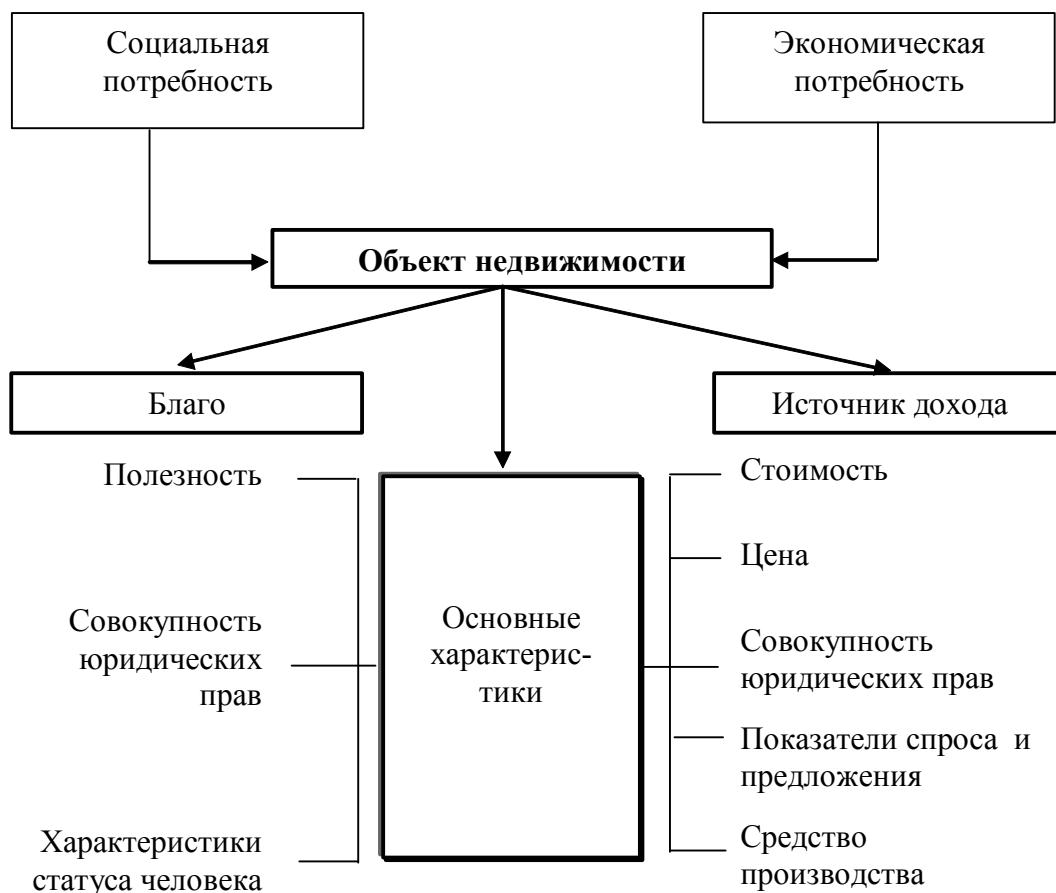 Социальная
потребность
Экономическая
потребность
Объект недвижимости
Благо
Источник дохода
Полезность
Совокупность
юридических
прав
Характеристики
статуса человека
Основные
характерис-
тики
Стоимость
Цена
Совокупность
юридических прав
Показатели спроса и
предложения
Средство
производства